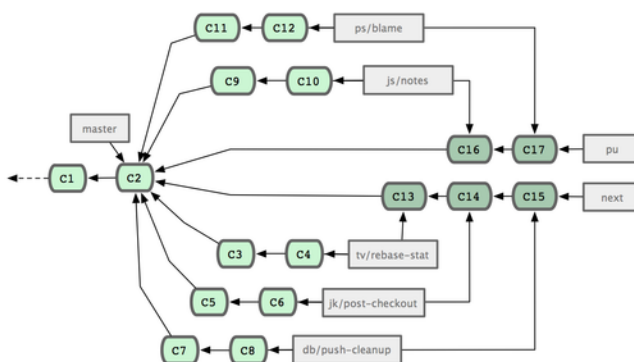 C11 C12 ps/blame
C9 C10 js/notes
master
C16 C17 pu
C1 C2
C13 C14 C15 next
C3 C4 tv/rebase-stat
C5 C6 jk/post-checkout
C7 C8 db/push-cleanup